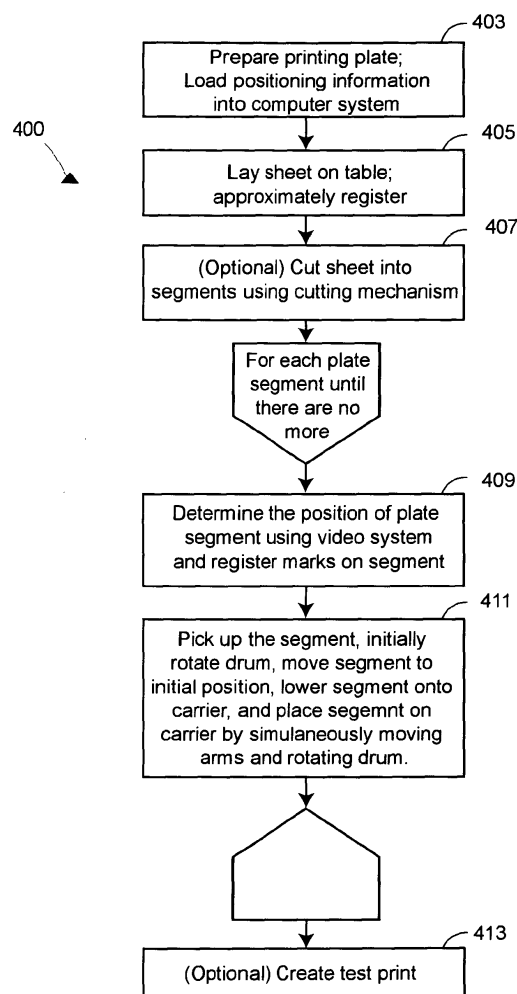 403
Prepare printing plate;
Load positioning information
into computer system
400
405
Lay sheet on table;
approximately register
407
(Optional) Cut sheet into
segments using cutting mechanism
For each plate
segment until
there are no
more
409
Determine the position of plate
segment using video system
and register marks on segment
411
Pick up the segment, initially
rotate drum, move segment to
initial position, lower segment onto
carrier, and place segemnt on
carrier by simulaneously moving
arms and rotating drum.
413
(Optional) Create test print